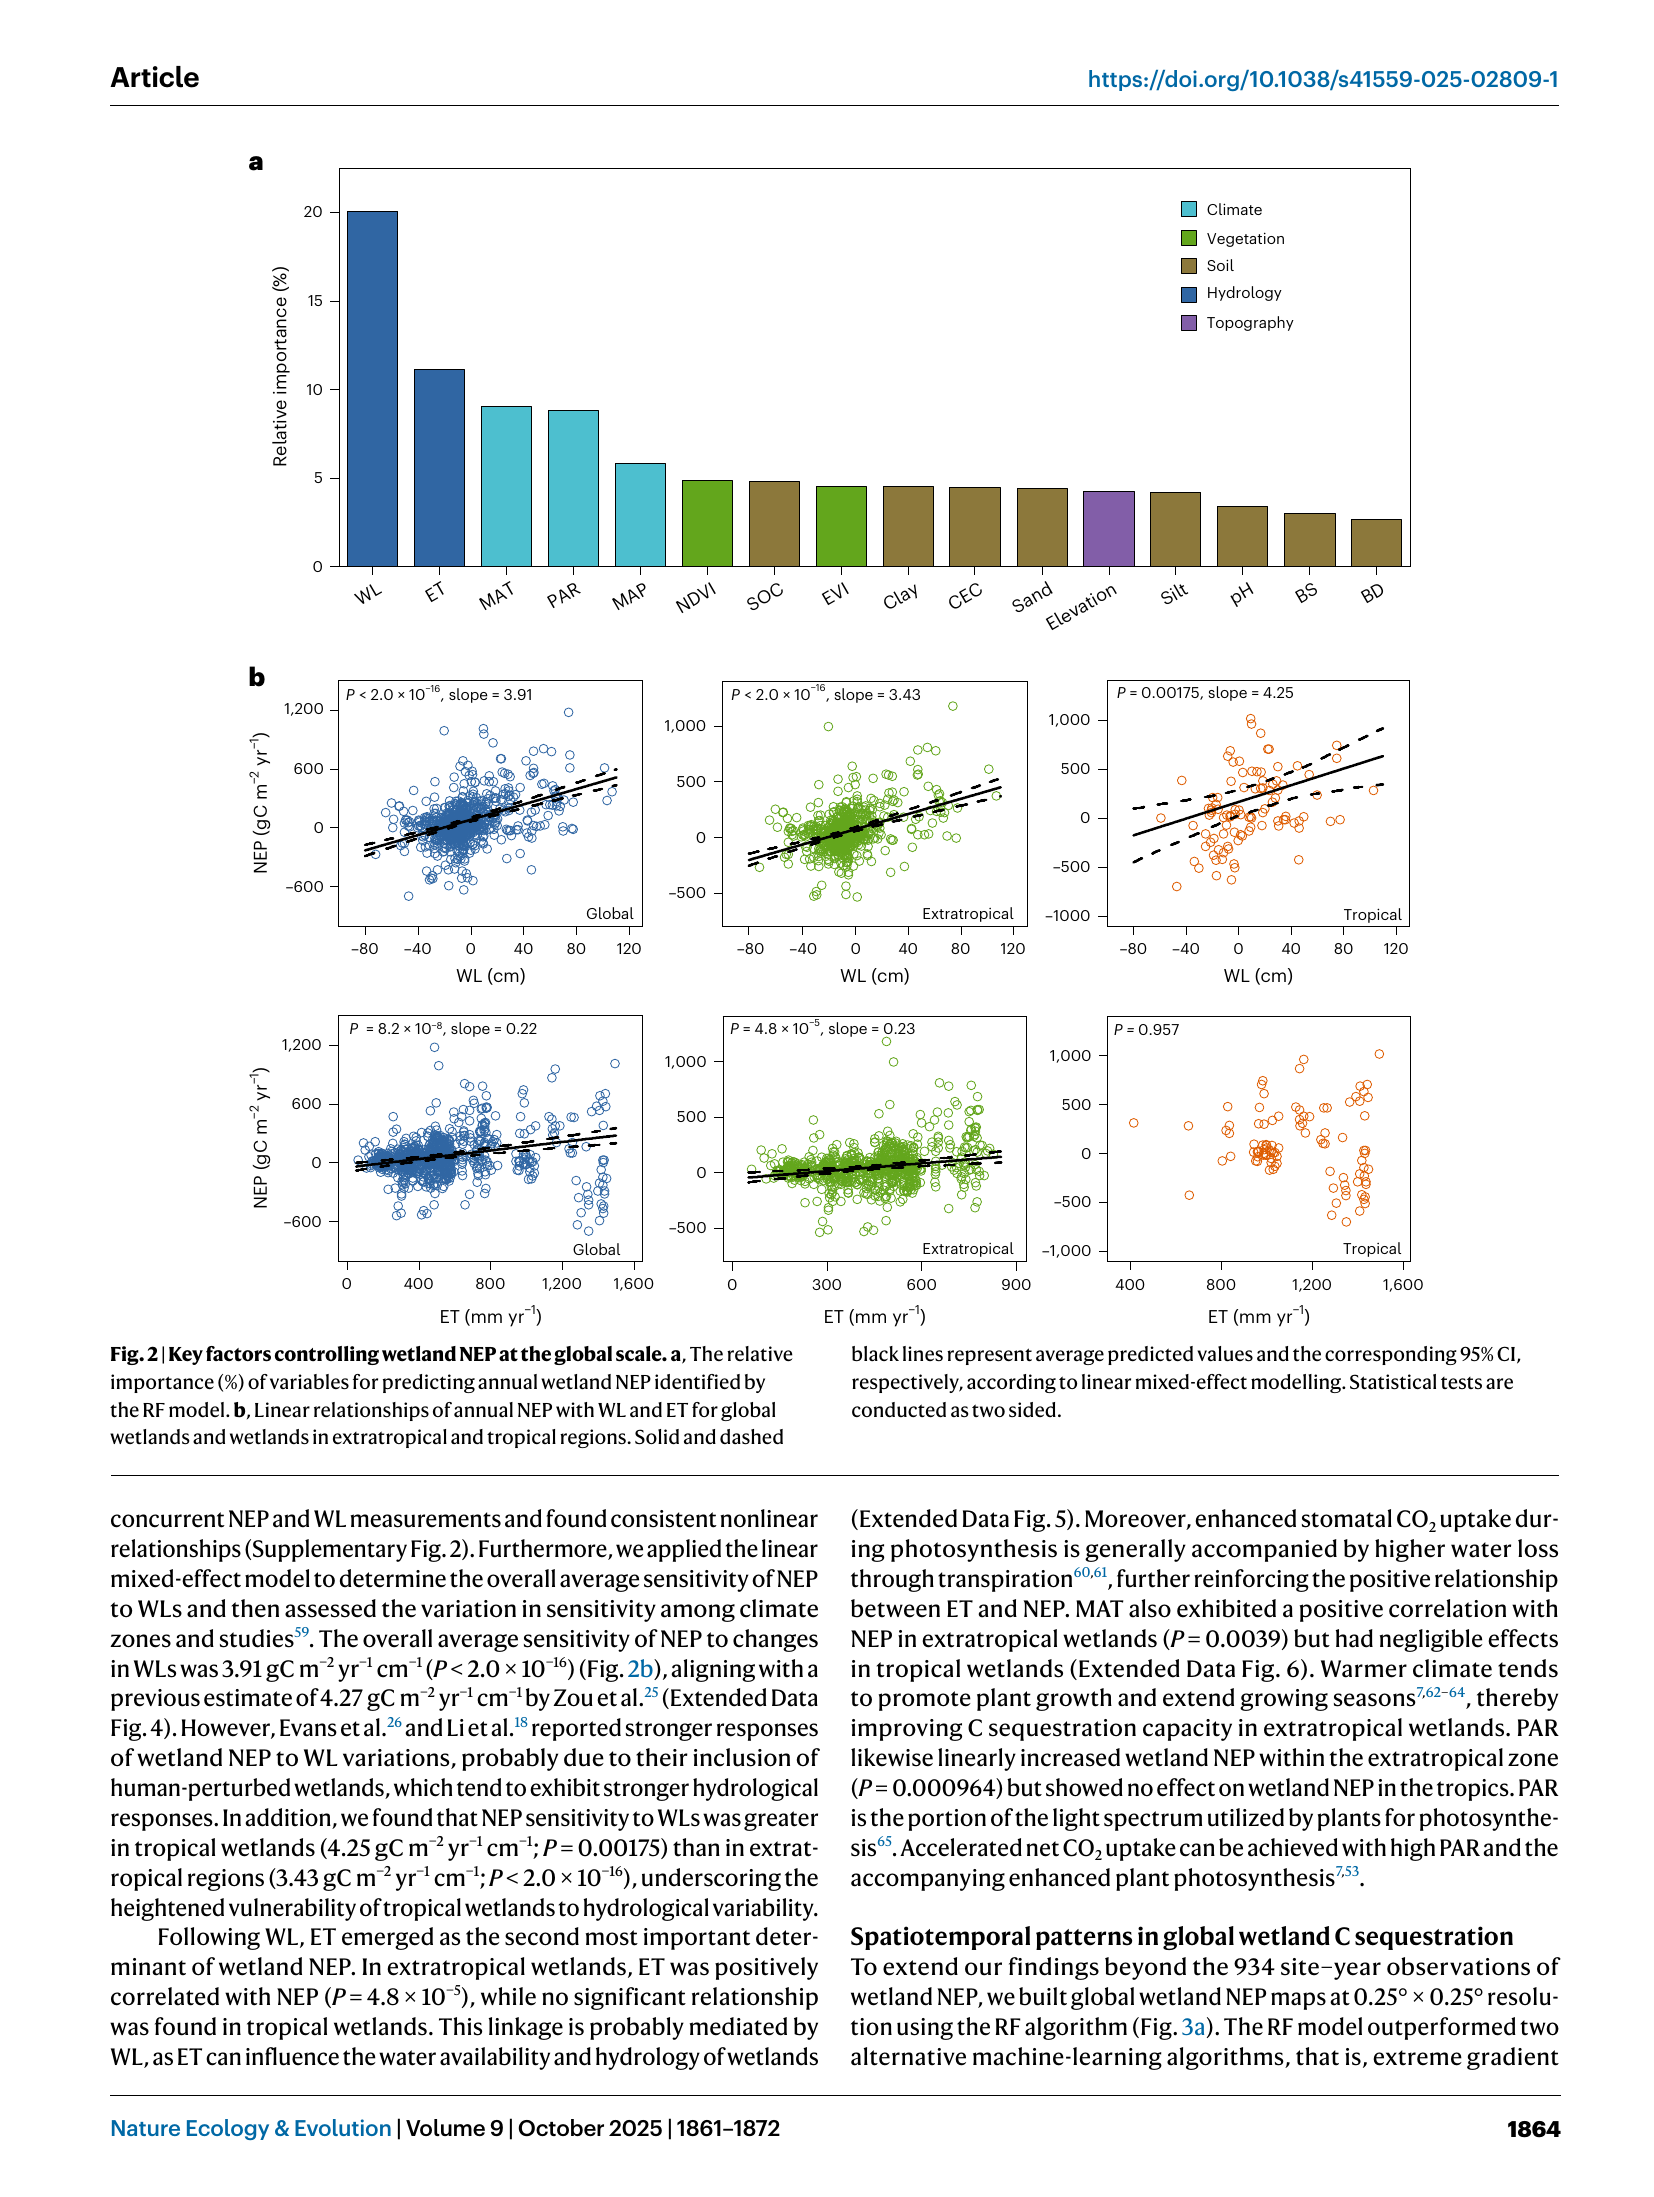 Article
https://doi.org/10.1038/s41559-025-02809-1
a
20
15
10
5
0
Relative importance (%)
Climate
Vegetation
Soil
Hydrology
Topography
WL
ET
MAT
PAR
MAP
NDVI
SOC
EVI
Clay
CEC
Sand
Elevation
Silt
pH
BS
BD
b
P < 2.0 × 10⁻¹⁶, slope = 3.91
1,200
600
0
−600
NEP (gC m⁻² yr⁻¹)
Global
−80 −40 0 40 80 120
WL (cm)
P < 2.0 × 10⁻¹⁶, slope = 3.43
1,000
500
0
−500
Extratropical
−80 −40 0 40 80 120
WL (cm)
P = 0.00175, slope = 4.25
1,000
500
0
−500
−1000
Tropical
−80 −40 0 40 80 120
WL (cm)
P = 8.2 × 10⁻⁸, slope = 0.22
1,200
600
0
−600
NEP (gC m⁻² yr⁻¹)
Global
0 400 800 1,200 1,600
ET (mm yr⁻¹)
P = 4.8 × 10⁻⁵, slope = 0.23
1,000
500
0
−500
Extratropical
0 300 600 900
ET (mm yr⁻¹)
P = 0.957
1,000
500
0
−500
−1,000
Tropical
400 800 1,200 1,600
ET (mm yr⁻¹)
Fig. 2 | Key factors controlling wetland NEP at the global scale. a, The relative
importance (%) of variables for predicting annual wetland NEP identified by
the RF model. b, Linear relationships of annual NEP with WL and ET for global
wetlands and wetlands in extratropical and tropical regions. Solid and dashed
black lines represent average predicted values and the corresponding 95% CI,
respectively, according to linear mixed-effect modelling. Statistical tests are
conducted as two sided.
concurrent NEP and WL measurements and found consistent nonlinear
relationships (Supplementary Fig. 2). Furthermore, we applied the linear
mixed-effect model to determine the overall average sensitivity of NEP
to WLs and then assessed the variation in sensitivity among climate
zones and studies⁵⁹. The overall average sensitivity of NEP to changes
in WLs was 3.91 gC m⁻² yr⁻¹ cm⁻¹ (P < 2.0 × 10⁻¹⁶) (Fig. 2b), aligning with a
previous estimate of 4.27 gC m⁻² yr⁻¹ cm⁻¹ by Zou et al.²⁵ (Extended Data
Fig. 4). However, Evans et al.²⁶ and Li et al.¹⁸ reported stronger responses
of wetland NEP to WL variations, probably due to their inclusion of
human-perturbed wetlands, which tend to exhibit stronger hydrological
responses. In addition, we found that NEP sensitivity to WLs was greater
in tropical wetlands (4.25 gC m⁻² yr⁻¹ cm⁻¹; P = 0.00175) than in extrat-
ropical regions (3.43 gC m⁻² yr⁻¹ cm⁻¹; P < 2.0 × 10⁻¹⁶), underscoring the
heightened vulnerability of tropical wetlands to hydrological variability.
Following WL, ET emerged as the second most important deter-
minant of wetland NEP. In extratropical wetlands, ET was positively
correlated with NEP (P = 4.8 × 10⁻⁵), while no significant relationship
was found in tropical wetlands. This linkage is probably mediated by
WL, as ET can influence the water availability and hydrology of wetlands
(Extended Data Fig. 5). Moreover, enhanced stomatal CO₂ uptake dur-
ing photosynthesis is generally accompanied by higher water loss
through transpiration⁶⁰,⁶¹, further reinforcing the positive relationship
between ET and NEP. MAT also exhibited a positive correlation with
NEP in extratropical wetlands (P = 0.0039) but had negligible effects
in tropical wetlands (Extended Data Fig. 6). Warmer climate tends
to promote plant growth and extend growing seasons⁷,⁶²⁻⁶⁴, thereby
improving C sequestration capacity in extratropical wetlands. PAR
likewise linearly increased wetland NEP within the extratropical zone
(P = 0.000964) but showed no effect on wetland NEP in the tropics. PAR
is the portion of the light spectrum utilized by plants for photosynthe-
sis⁶⁵. Accelerated net CO₂ uptake can be achieved with high PAR and the
accompanying enhanced plant photosynthesis⁷,⁵³.
Spatiotemporal patterns in global wetland C sequestration
To extend our findings beyond the 934 site–year observations of
wetland NEP, we built global wetland NEP maps at 0.25° × 0.25° resolu-
tion using the RF algorithm (Fig. 3a). The RF model outperformed two
alternative machine-learning algorithms, that is, extreme gradient
Nature Ecology & Evolution | Volume 9 | October 2025 | 1861–1872
1864